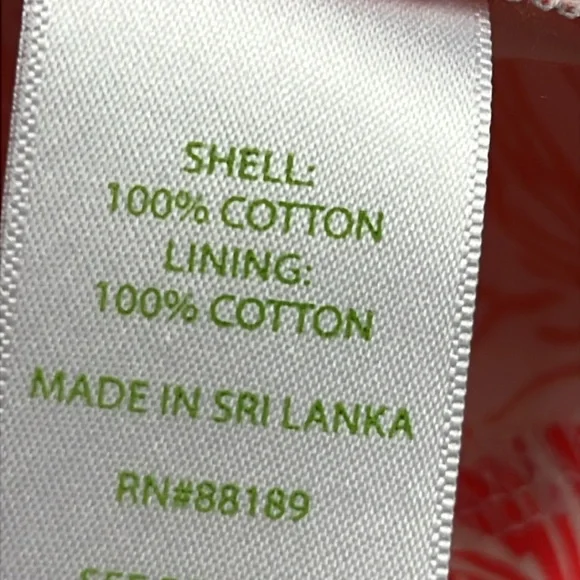 SHELL:
100% COTTON
LINING:
100% COTTON
MADE IN SRI LANKA
RN#88189